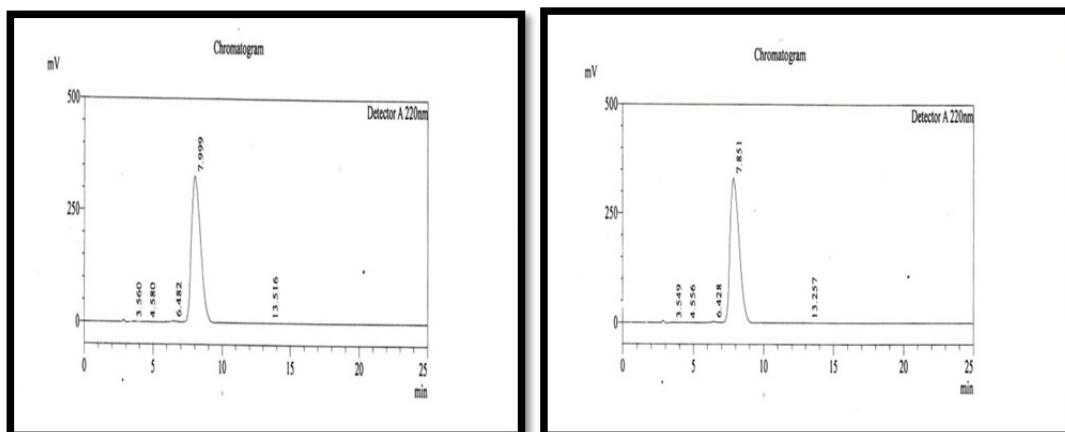 Chromatogram
mV
500
Detector A 220nm
7.999
250
3.560
4.580
6.482
13.516
0
0 5 10 15 20 25
min
Chromatogram
mV
500
Detector A 220nm
7.851
250
3.549
4.556
6.428
13.257
0
0 5 10 15 20 25
min